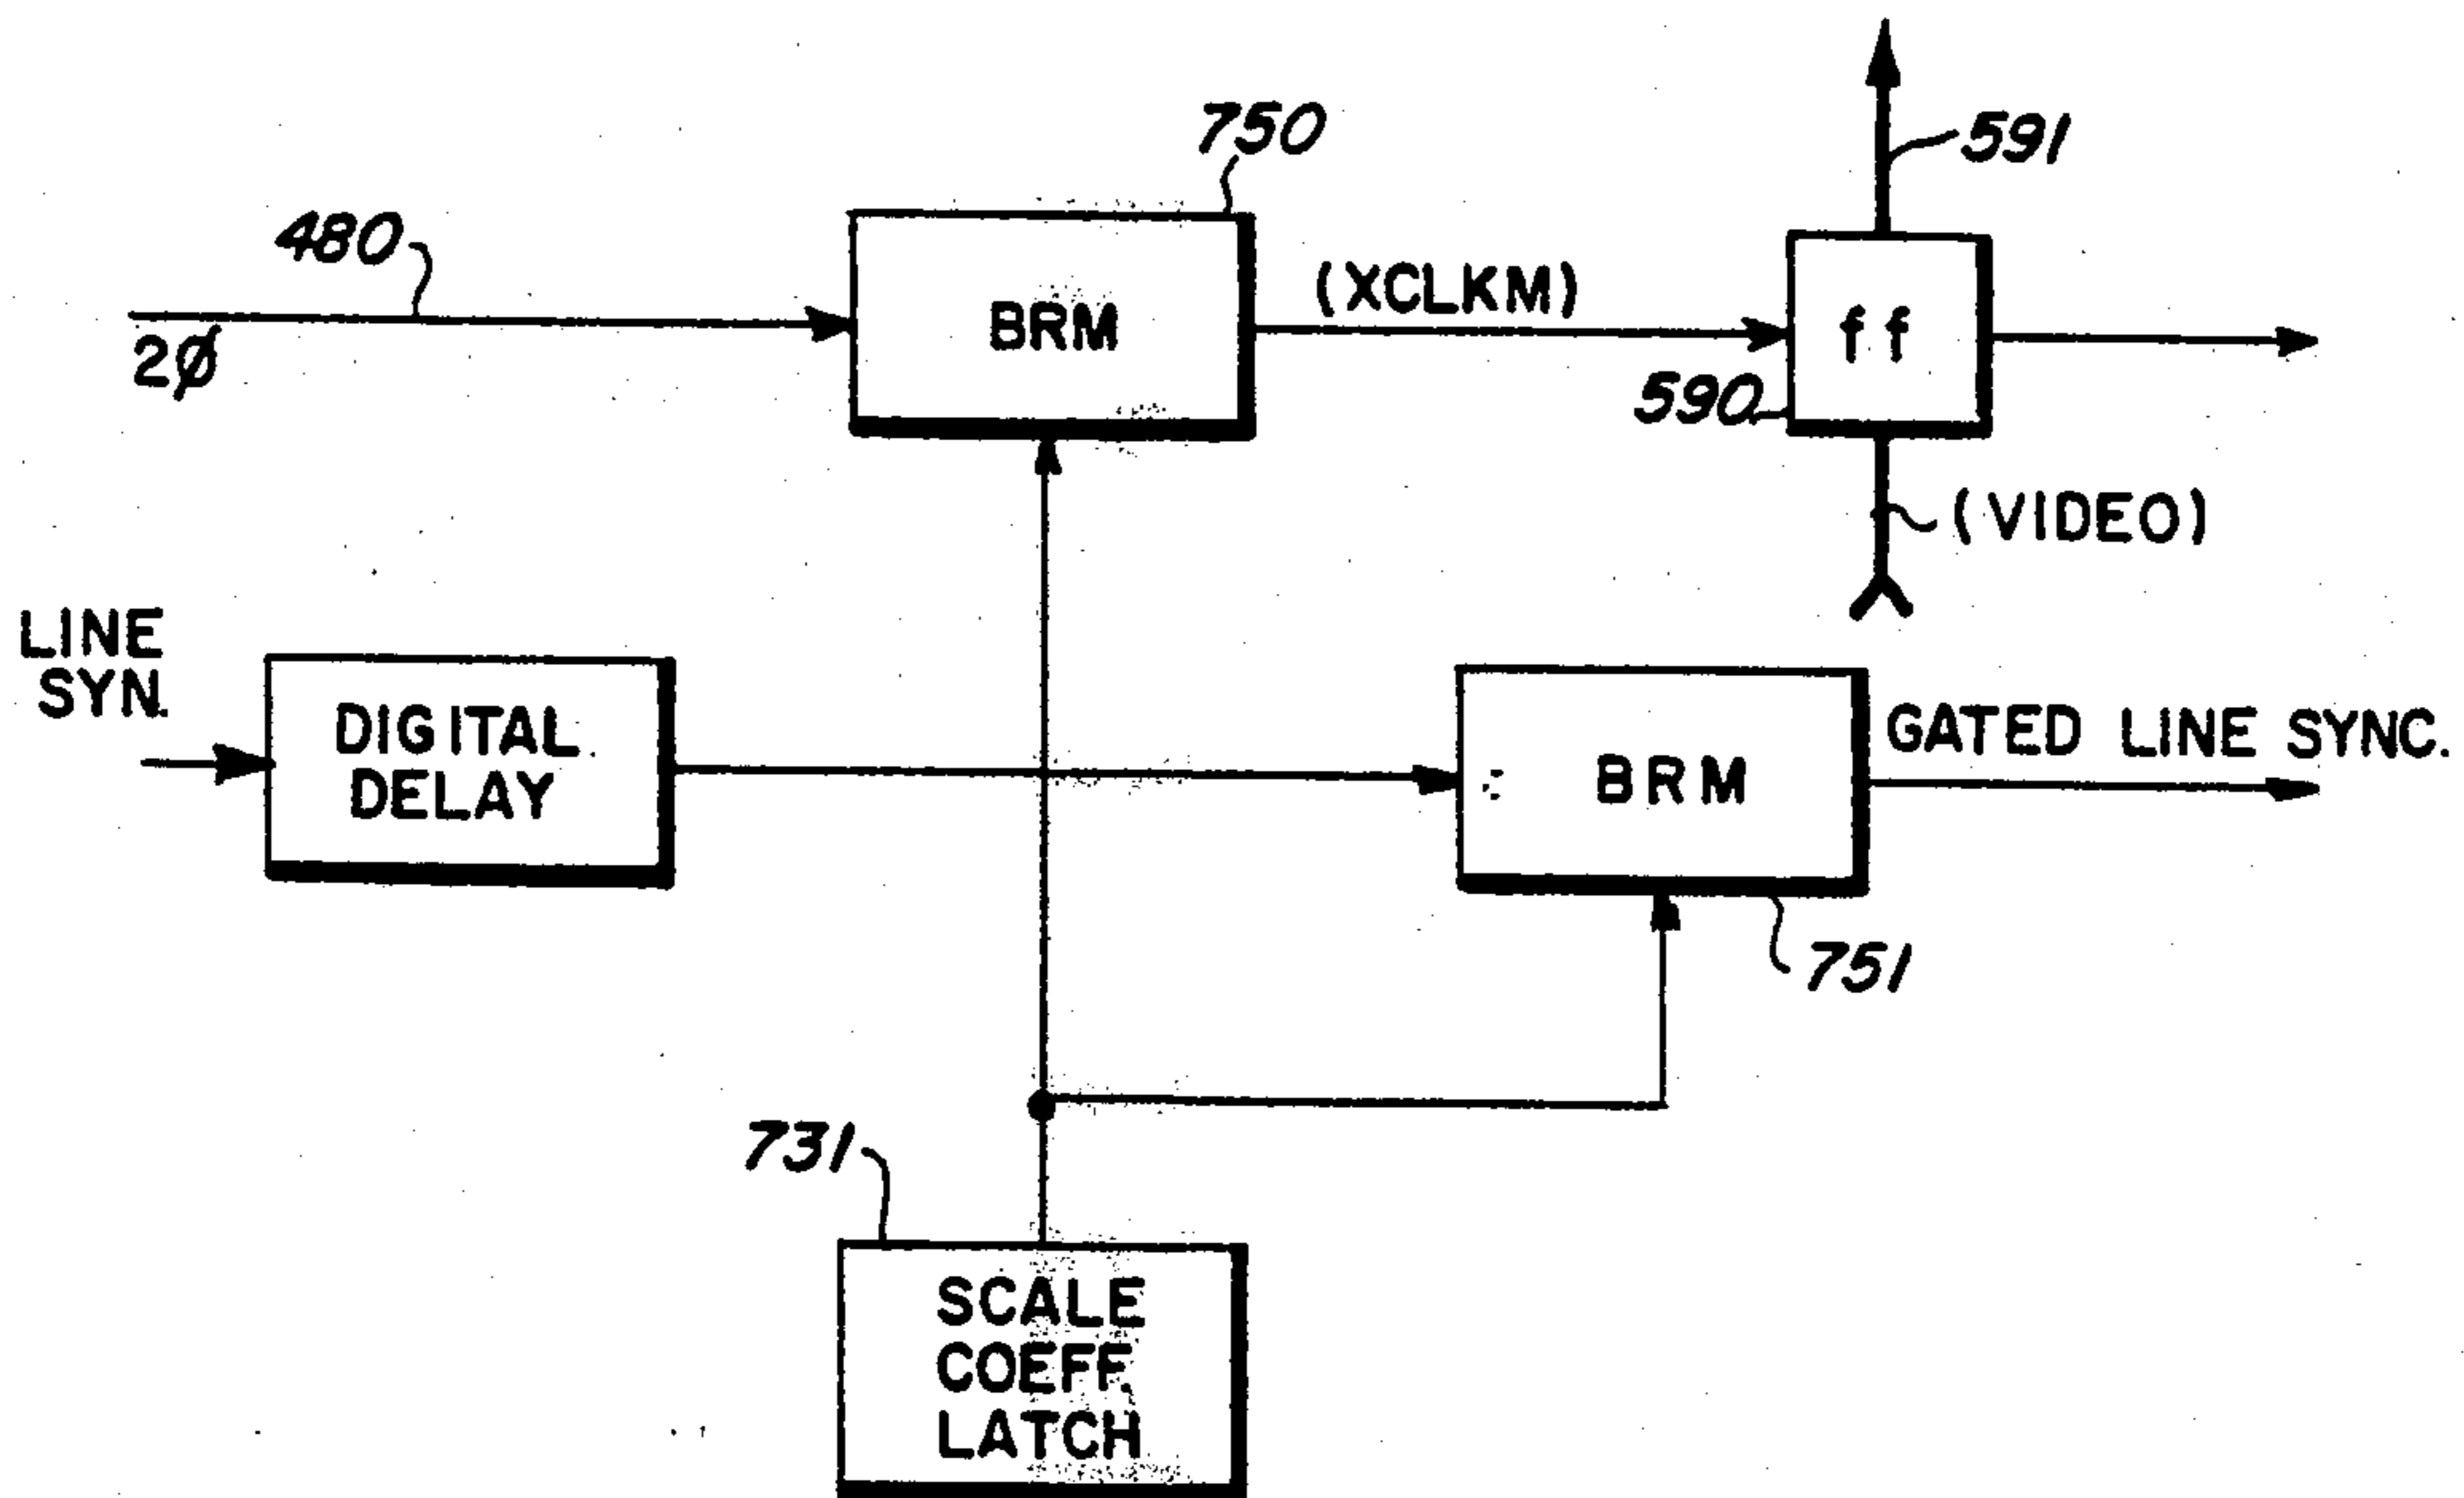 750
591
480
(XCLKM)
BRM
ff
2ø
590
(VIDEO)
LINE
SYN.
DIGITAL
DELAY
BRM
GATED LINE SYNC.
751
731
SCALE
COEFF.
LATCH